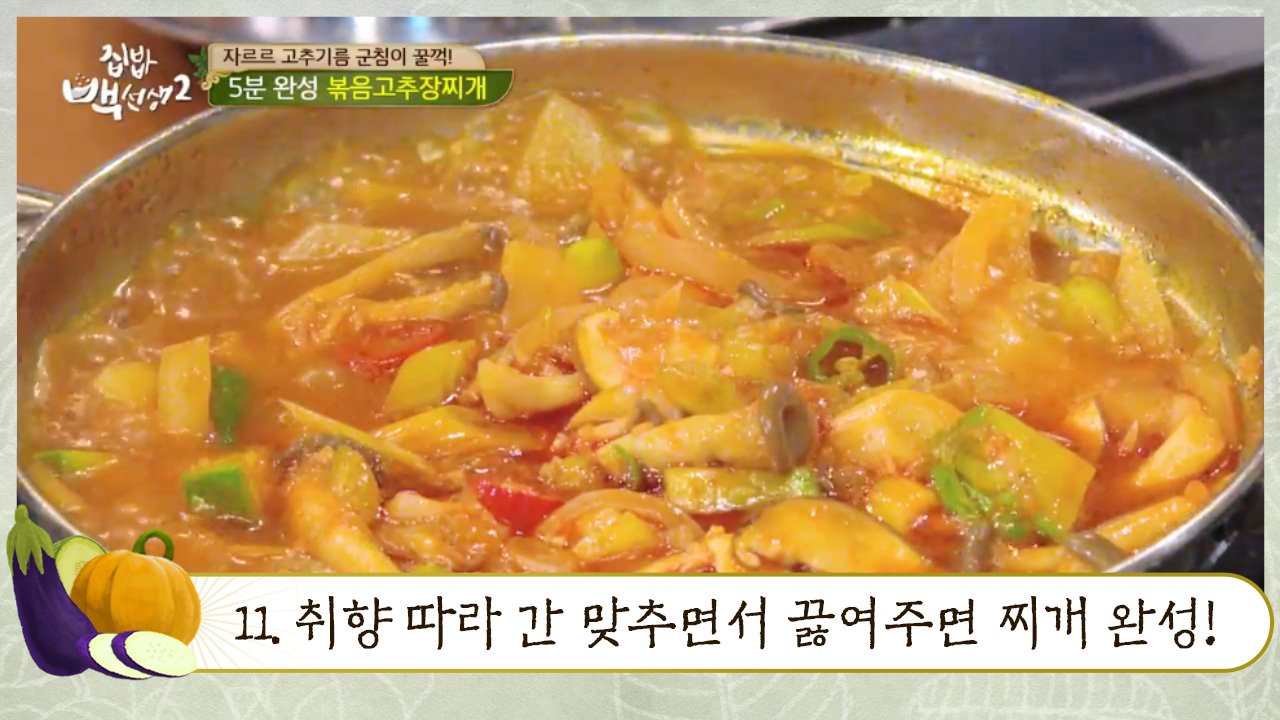 집밥
백선생2
자르르 고추기름 군침이 꿀꺽!
5분 완성 볶음고추장찌개
11. 취향 따라 간 맞추면서 끓여주면 찌개 완성!